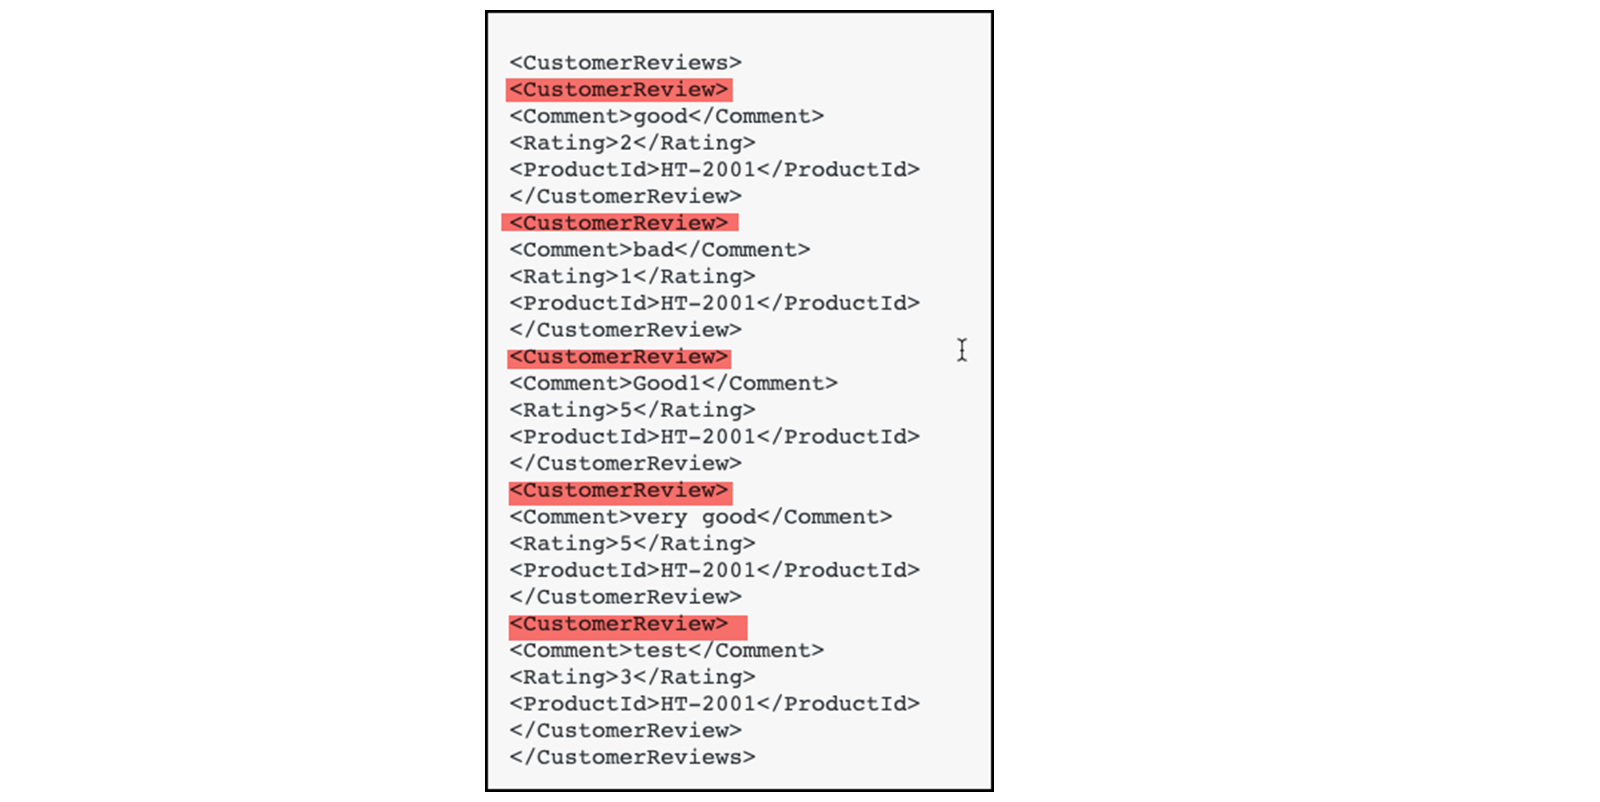 <CustomerReviews>
<CustomerReview>
<Comment>good</Comment>
<Rating>2</Rating>
<ProductId>HT-2001</ProductId>
</CustomerReview>
<CustomerReview>
<Comment>bad</Comment>
<Rating>1</Rating>
<ProductId>HT-2001</ProductId>
</CustomerReview>
<CustomerReview>
<Comment>Good1</Comment>
<Rating>5</Rating>
<ProductId>HT-2001</ProductId>
</CustomerReview>
<CustomerReview>
<Comment>very good</Comment>
<Rating>5</Rating>
<ProductId>HT-2001</ProductId>
</CustomerReview>
<CustomerReview>
<Comment>test</Comment>
<Rating>3</Rating>
<ProductId>HT-2001</ProductId>
</CustomerReview>
</CustomerReviews>